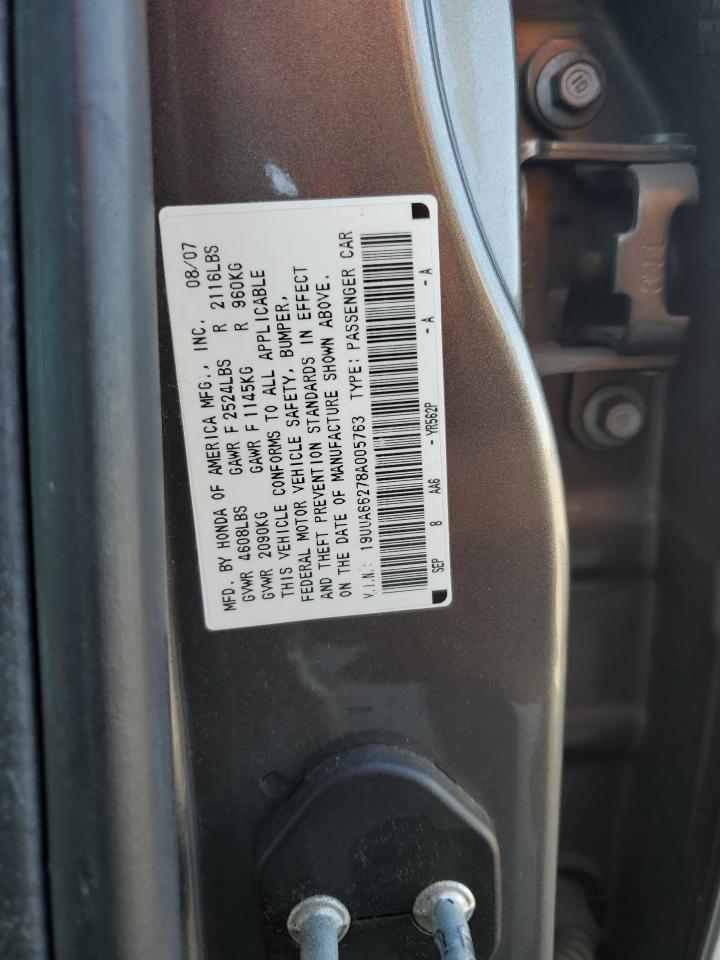 MFD. BY HONDA OF AMERICA MFG., INC. 08/07
GVWR 4608LBS GAWR F 2524LBS R 2116LBS
GVWR 2090KG GAWR F 1145KG R 960KG
THIS VEHICLE CONFORMS TO ALL APPLICABLE
FEDERAL MOTOR VEHICLE SAFETY, BUMPER,
AND THEFT PREVENTION STANDARDS IN EFFECT
ON THE DATE OF MANUFACTURE SHOWN ABOVE.
V.I.N.: 19UUA66278A005763 TYPE: PASSENGER CAR
SEP 8 AA6 - YR562P - A - A